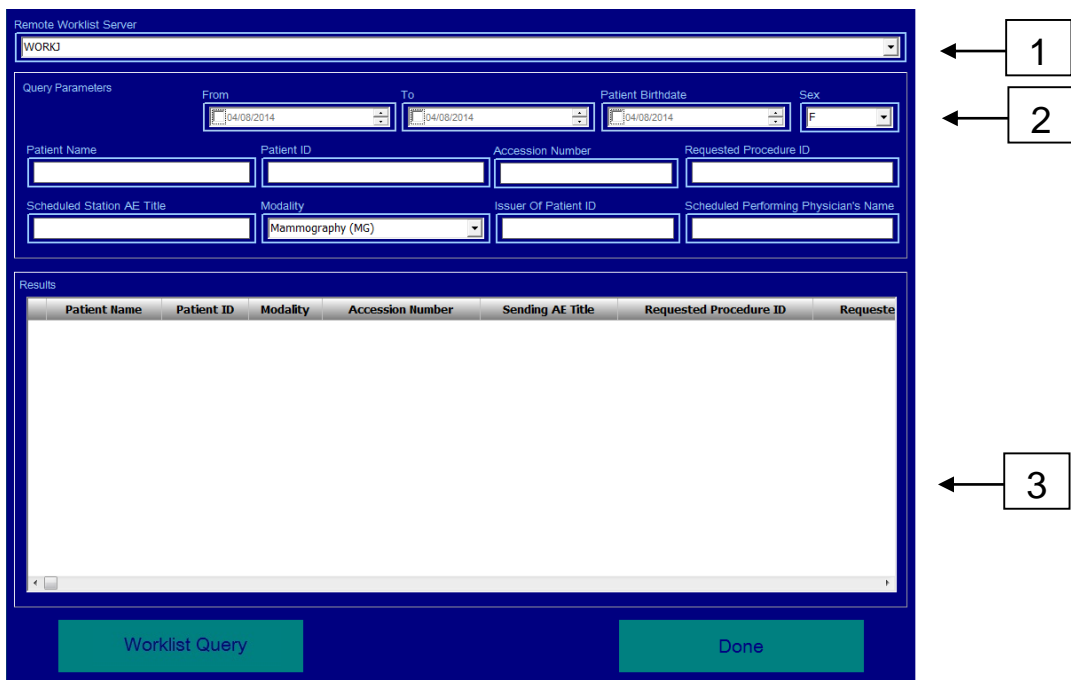 Remote Worklist Server
WORKJ
1
Query Parameters
From To Patient Birthdate Sex
04/08/2014 04/08/2014 04/08/2014 F
2
Patient Name Patient ID Accession Number Requested Procedure ID
Scheduled Station AE Title Modality Issuer Of Patient ID Scheduled Performing Physician's Name
Mammography (MG)
Results
Patient Name Patient ID Modality Accession Number Sending AE Title Requested Procedure ID Requeste
3
Worklist Query Done